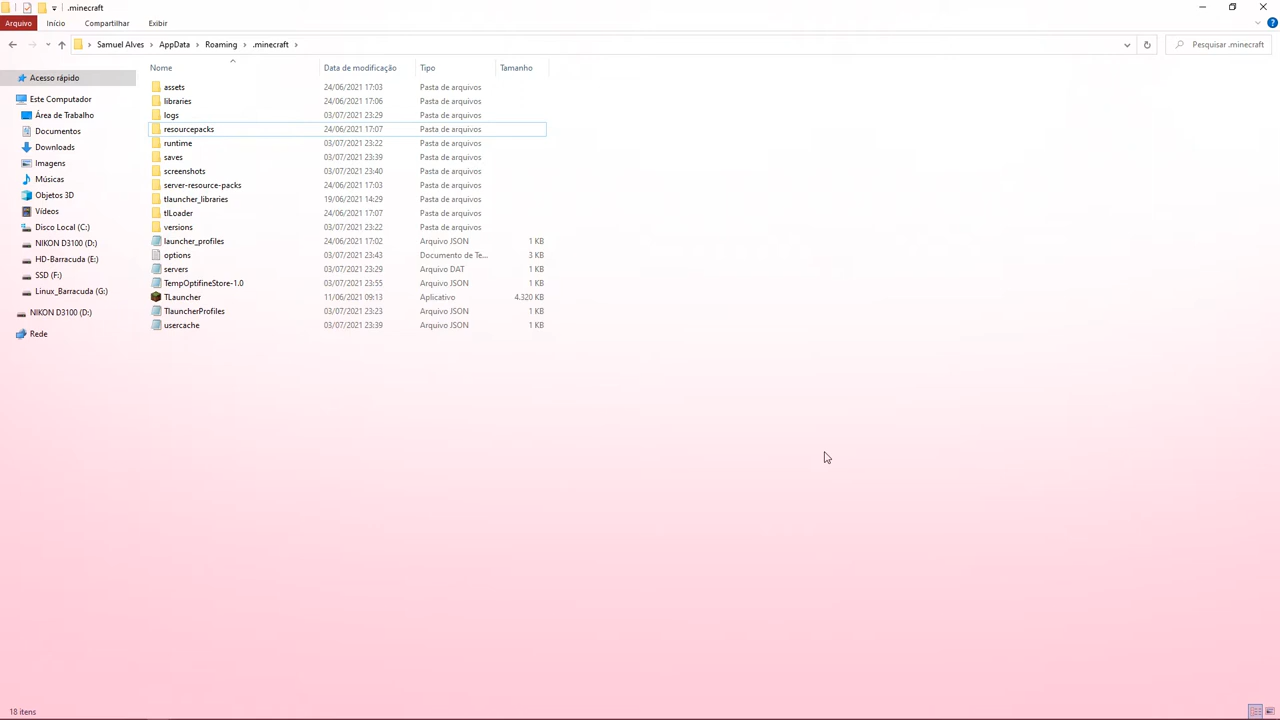 .minecraft
Arquivo Início Compartilhar Exibir
Samuel Alves AppData Roaming .minecraft Pesquisar .minecraft
Nome Data de modificação Tipo Tamanho
Acesso rápido
Este Computador
Área de Trabalho
Documentos
Downloads
Imagens
Músicas
Objetos 3D
Vídeos
Disco Local (C:)
NIKON D3100 (D:)
HD-Barracuda (E:)
SSD (F:)
Linux_Barracuda (G:)
NIKON D3100 (D:)
Rede
assets 24/06/2021 17:03 Pasta de arquivos
libraries 24/06/2021 17:06 Pasta de arquivos
logs 03/07/2021 23:29 Pasta de arquivos
resourcepacks 24/06/2021 17:07 Pasta de arquivos
runtime 03/07/2021 23:22 Pasta de arquivos
saves 03/07/2021 23:39 Pasta de arquivos
screenshots 03/07/2021 23:40 Pasta de arquivos
server-resource-packs 24/06/2021 17:03 Pasta de arquivos
tlauncher_libraries 19/06/2021 14:29 Pasta de arquivos
tlLoader 24/06/2021 17:07 Pasta de arquivos
versions 03/07/2021 23:22 Pasta de arquivos
launcher_profiles 24/06/2021 17:02 Arquivo JSON 1 KB
options 03/07/2021 23:43 Documento de Te... 3 KB
servers 03/07/2021 23:29 Arquivo DAT 1 KB
TempOptifineStore-1.0 03/07/2021 23:55 Arquivo JSON 1 KB
TLauncher 11/06/2021 09:13 Aplicativo 4.320 KB
TlauncherProfiles 03/07/2021 23:23 Arquivo JSON 1 KB
usercache 03/07/2021 23:39 Arquivo JSON 1 KB
18 itens